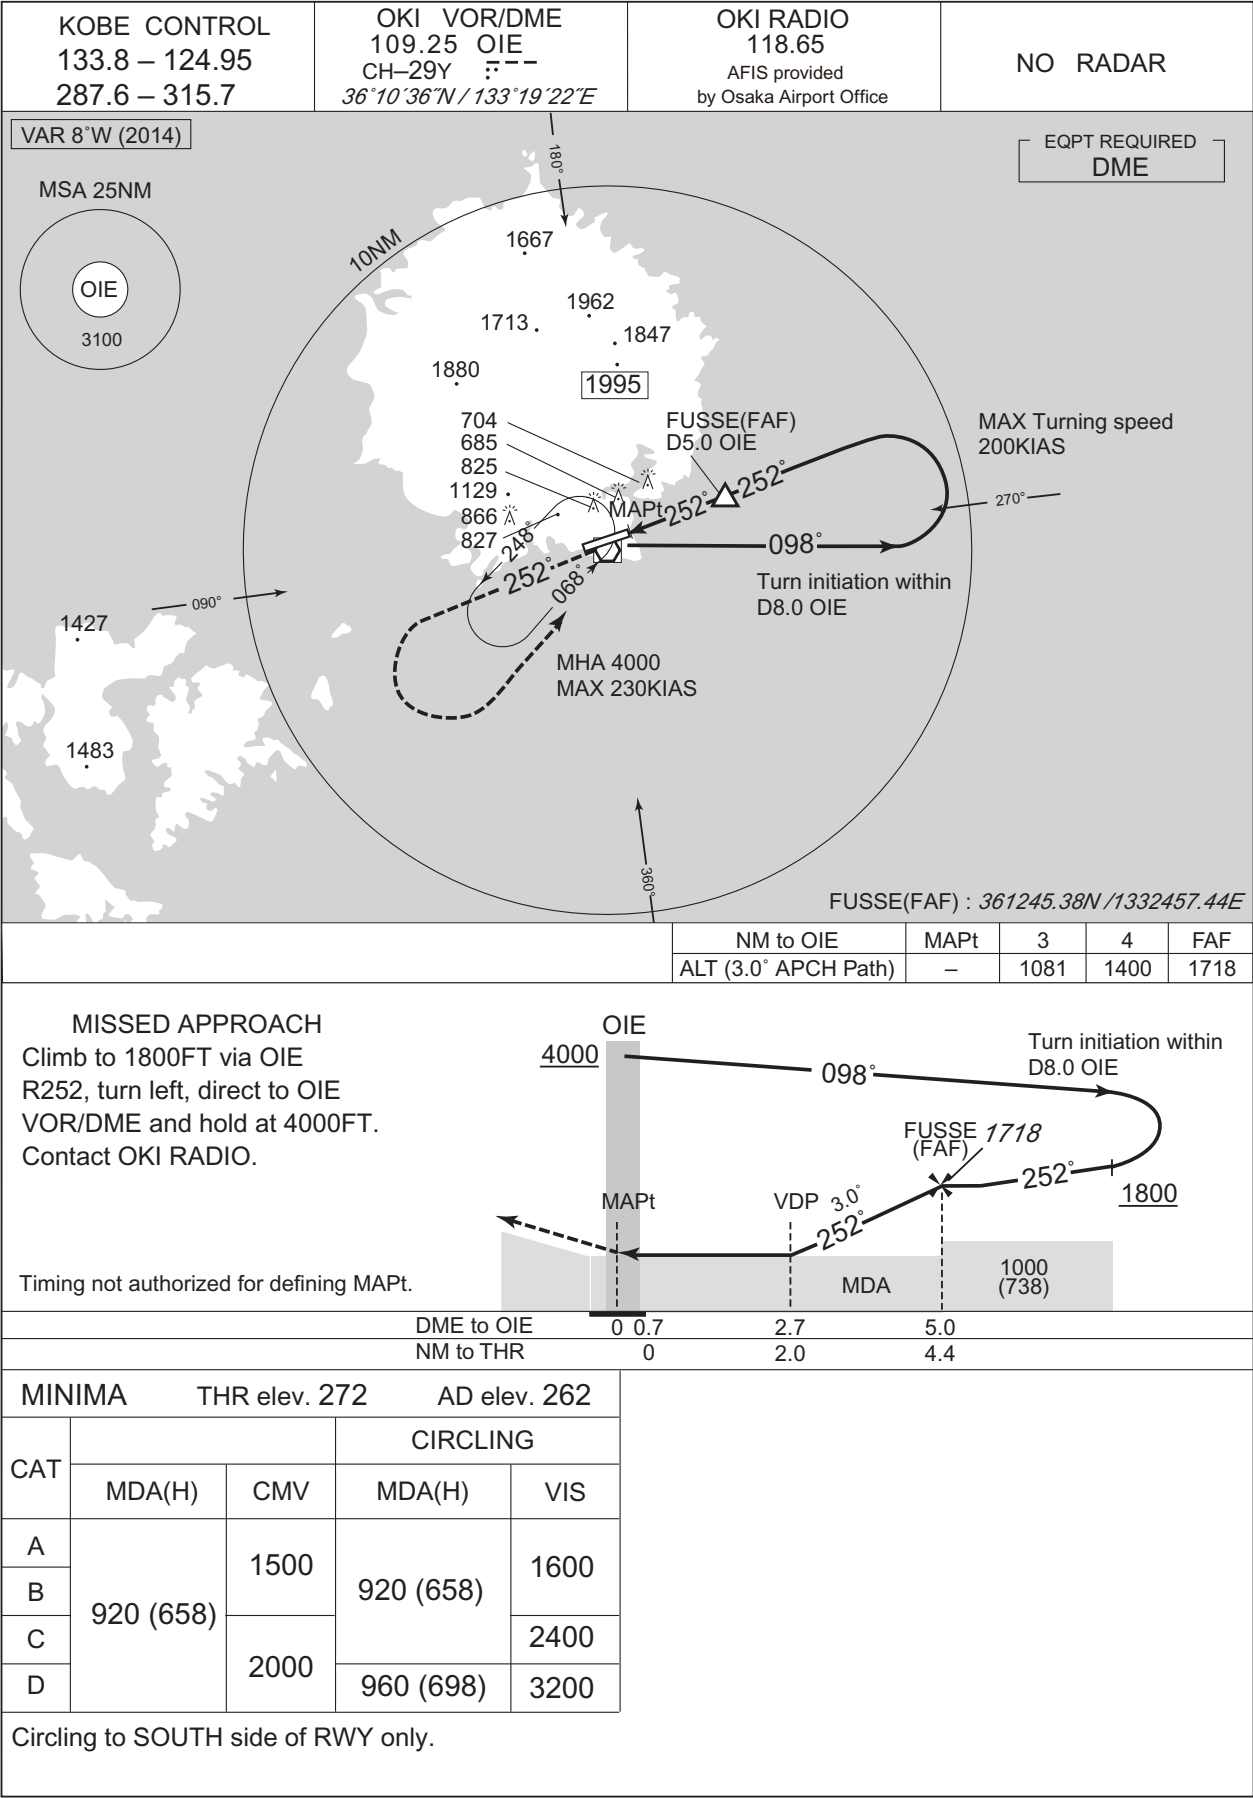 KOBE CONTROL
133.8 – 124.95
287.6 – 315.7
OKI VOR/DME
109.25 OIE
CH–29Y
36°10′36″N / 133°19′22″E
OKI RADIO
118.65
AFIS provided
by Osaka Airport Office
NO RADAR
VAR 8°W (2014)
EQPT REQUIRED
DME
MSA 25NM
OIE
3100
180°
10NM
1667
1962
1713
1847
1880
1995
704
685
825
1129
866
827
FUSSE(FAF)
D5.0 OIE
MAX Turning speed
200KIAS
MAPt
252°
252°
270°
098°
248°
252°
068°
Turn initiation within
D8.0 OIE
090°
1427
1483
MHA 4000
MAX 230KIAS
360°
FUSSE(FAF) : 361245.38N /1332457.44E
NM to OIE MAPt 3 4 FAF
ALT (3.0° APCH Path) – 1081 1400 1718
MISSED APPROACH
Climb to 1800FT via OIE
R252, turn left, direct to OIE
VOR/DME and hold at 4000FT.
Contact OKI RADIO.
Timing not authorized for defining MAPt.
OIE
4000
098°
Turn initiation within
D8.0 OIE
FUSSE
(FAF)
1718
252°
1800
MAPt
VDP
3.0°
252°
MDA
1000
(738)
DME to OIE 0 0.7 2.7 5.0
NM to THR 0 2.0 4.4
MINIMA THR elev. 272 AD elev. 262
CAT
CIRCLING
MDA(H) CMV MDA(H) VIS
A
B
C
D
920 (658)
1500
2000
920 (658)
960 (698)
1600
2400
3200
Circling to SOUTH side of RWY only.